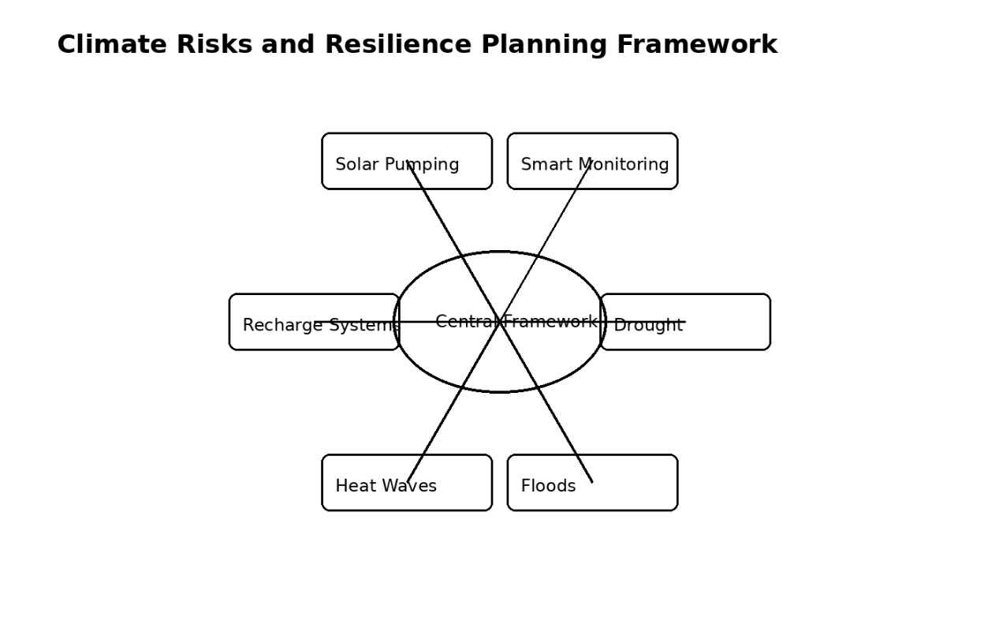 Climate Risks and Resilience Planning Framework
Solar Pumping
Smart Monitoring
Recharge Systems
Central Framework
Drought
Heat Waves
Floods